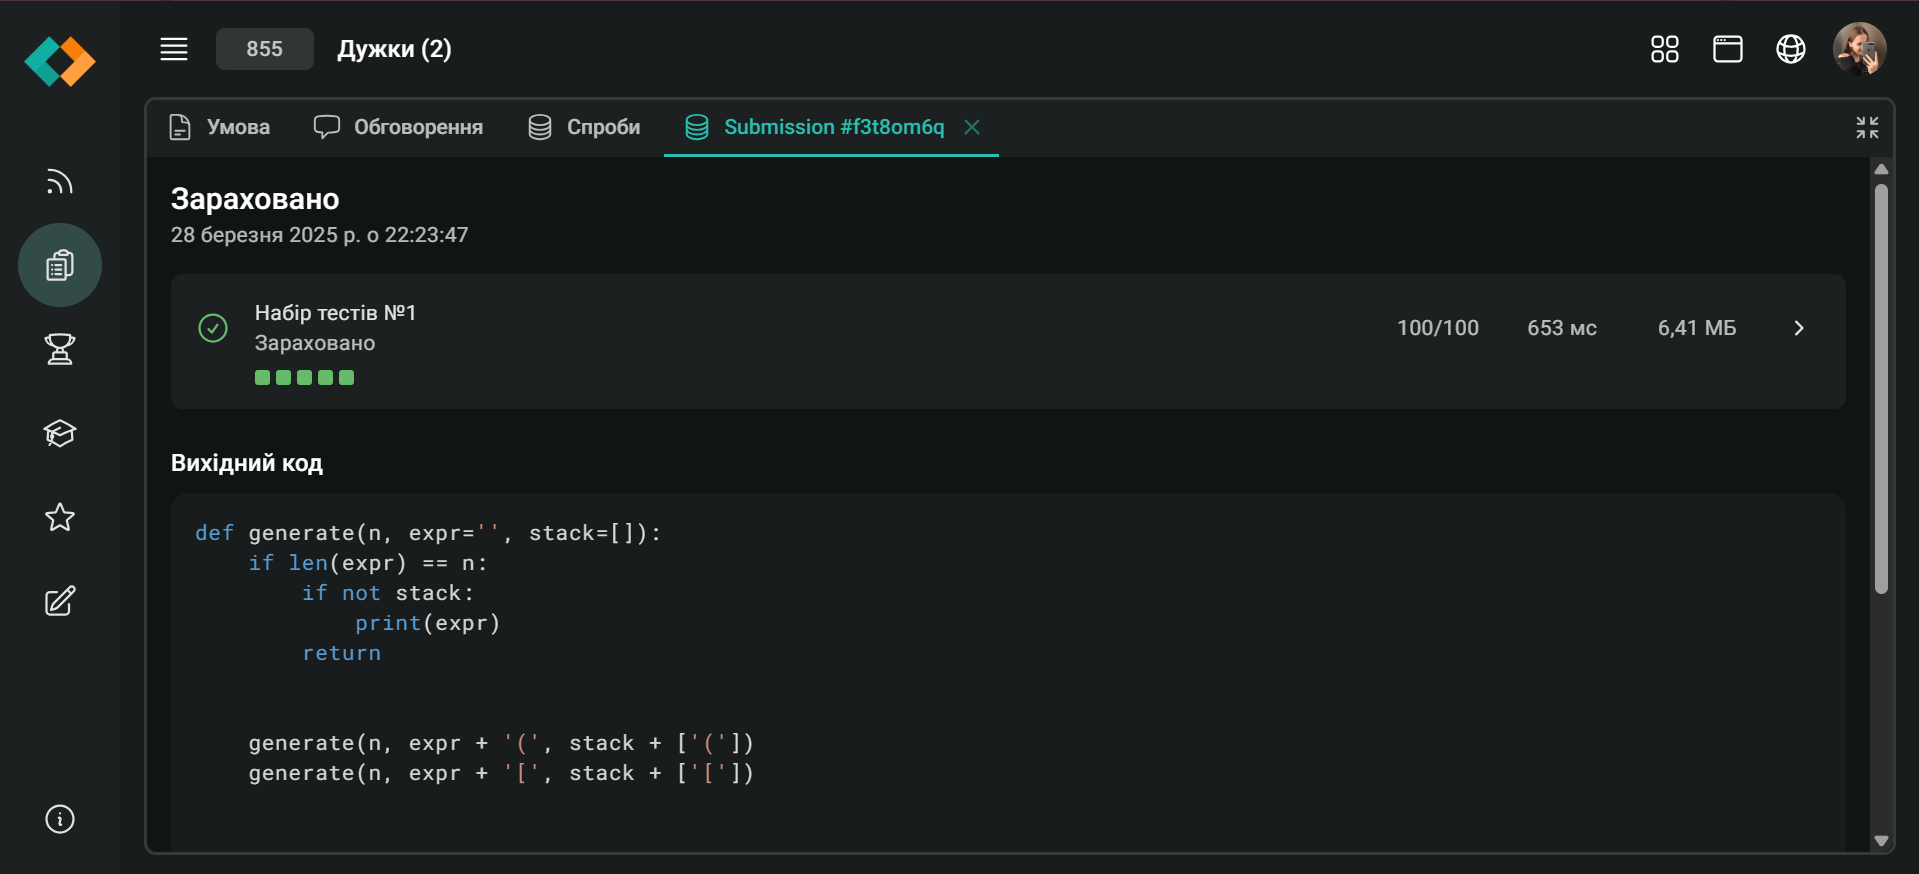 855 Дужки (2)
Умова Обговорення Спроби Submission #f3t8om6q
Зараховано
28 березня 2025 р. о 22:23:47
Набір тестів №1
Зараховано
100/100 653 мс 6,41 МБ
Вихідний код
def generate(n, expr='', stack=[]):
    if len(expr) == n:
        if not stack:
            print(expr)
        return
    generate(n, expr + '(', stack + ['('])
    generate(n, expr + '[', stack + ['['])